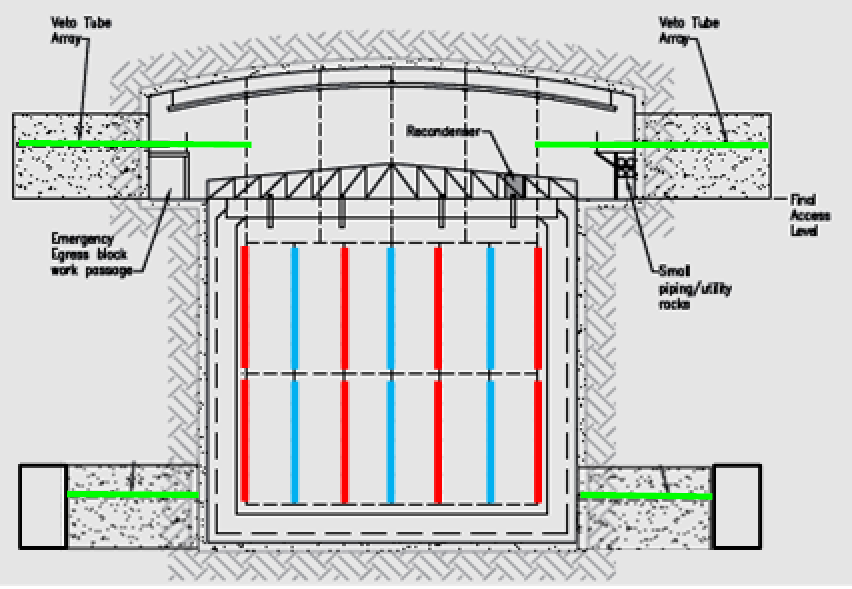 Veto Tube
Array
Veto Tube
Array
Recondenser
Final
Access
Level
Emergency
Egress block
work passage
Small
piping/utility
racks